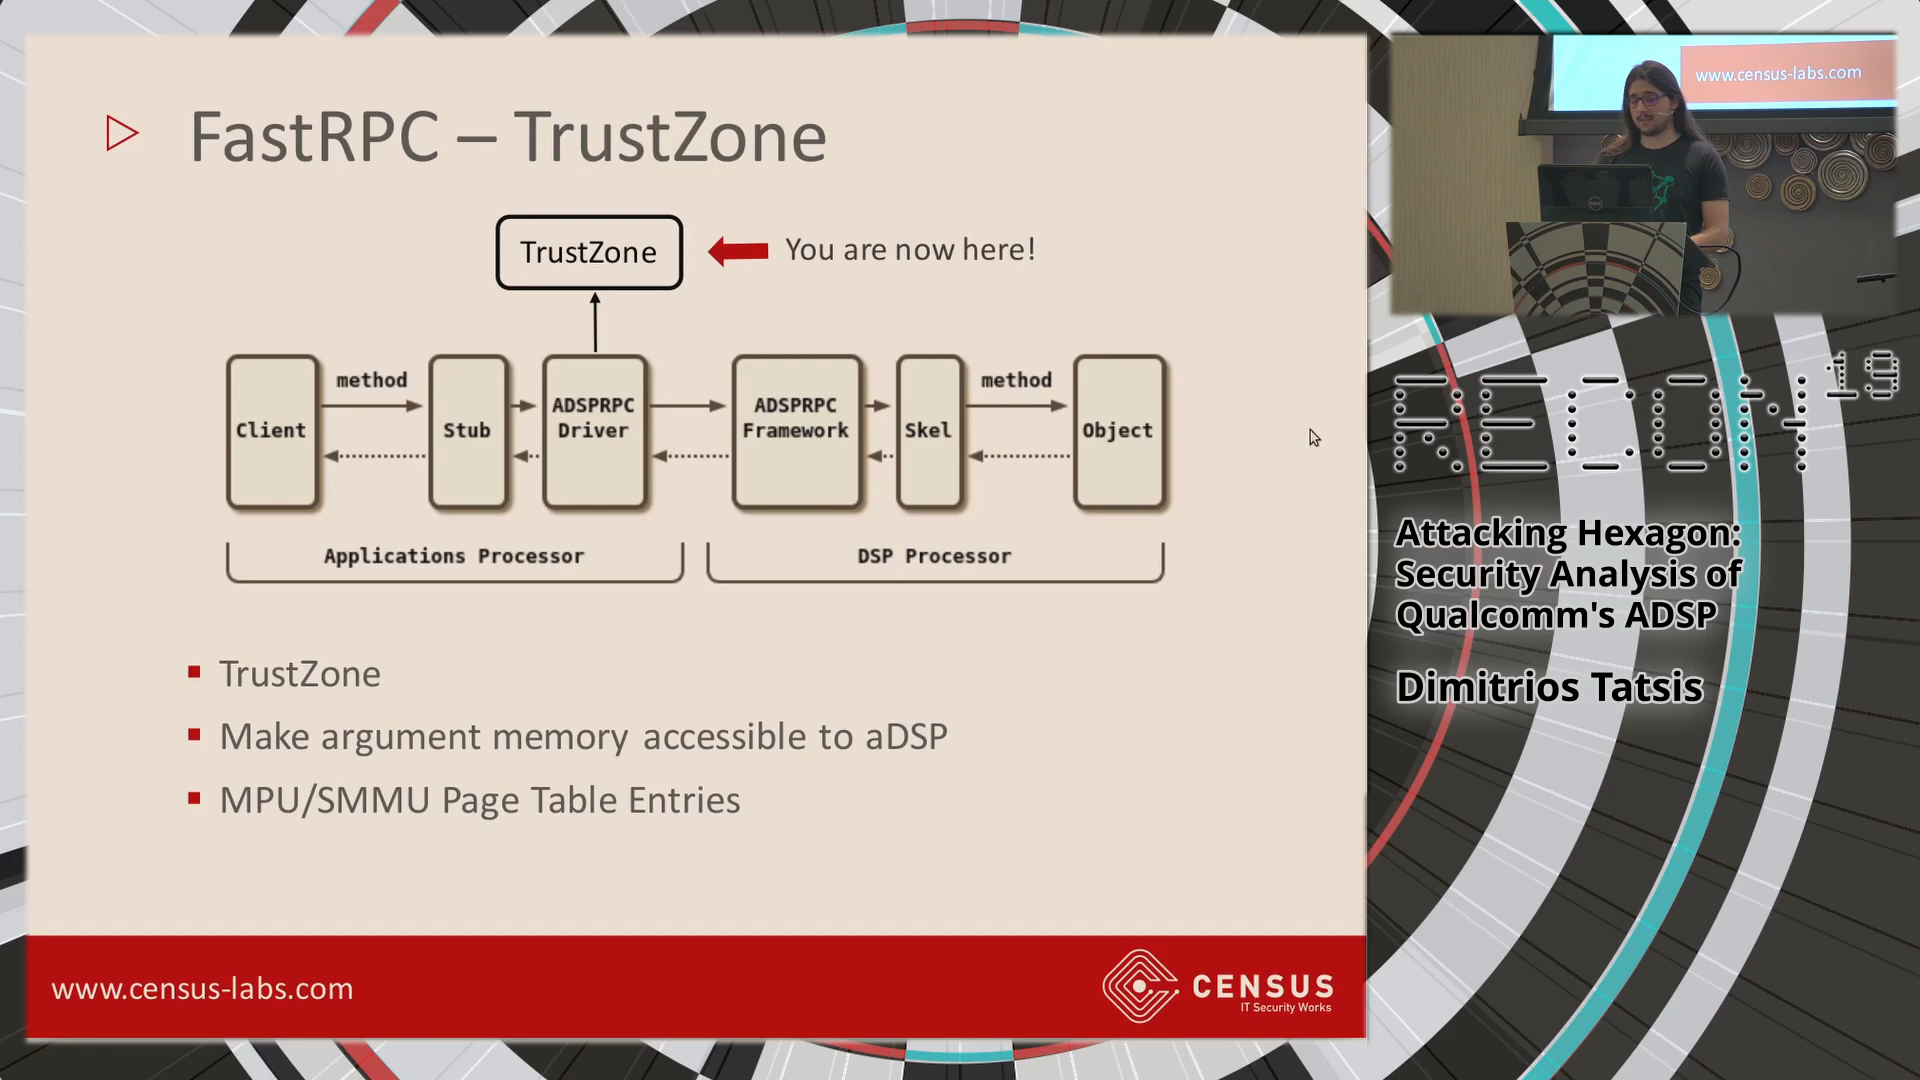 FastRPC – TrustZone
TrustZone
You are now here!
method
method
Client
Stub
ADSPRPC
Driver
ADSPRPC
Framework
Skel
Object
Applications Processor
DSP Processor
TrustZone
Make argument memory accessible to aDSP
MPU/SMMU Page Table Entries
www.census-labs.com
CENSUS
IT Security Works
www.census-labs.com
RECON 19
Attacking Hexagon:
Security Analysis of
Qualcomm's ADSP
Dimitrios Tatsis